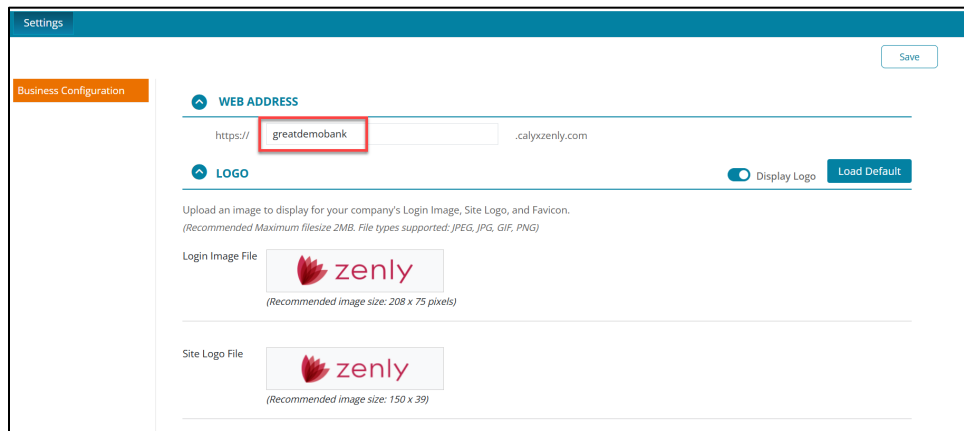 Settings
Save
Business Configuration
WEB ADDRESS
https:// greatdemobank .calyxzenly.com
LOGO
Display Logo
Load Default
Upload an image to display for your company's Login Image, Site Logo, and Favicon.
(Recommended Maximum filesize 2MB. File types supported: JPEG, JPG, GIF, PNG)
Login Image File
zenly
(Recommended image size: 208 x 75 pixels)
Site Logo File
zenly
(Recommended image size: 150 x 39)